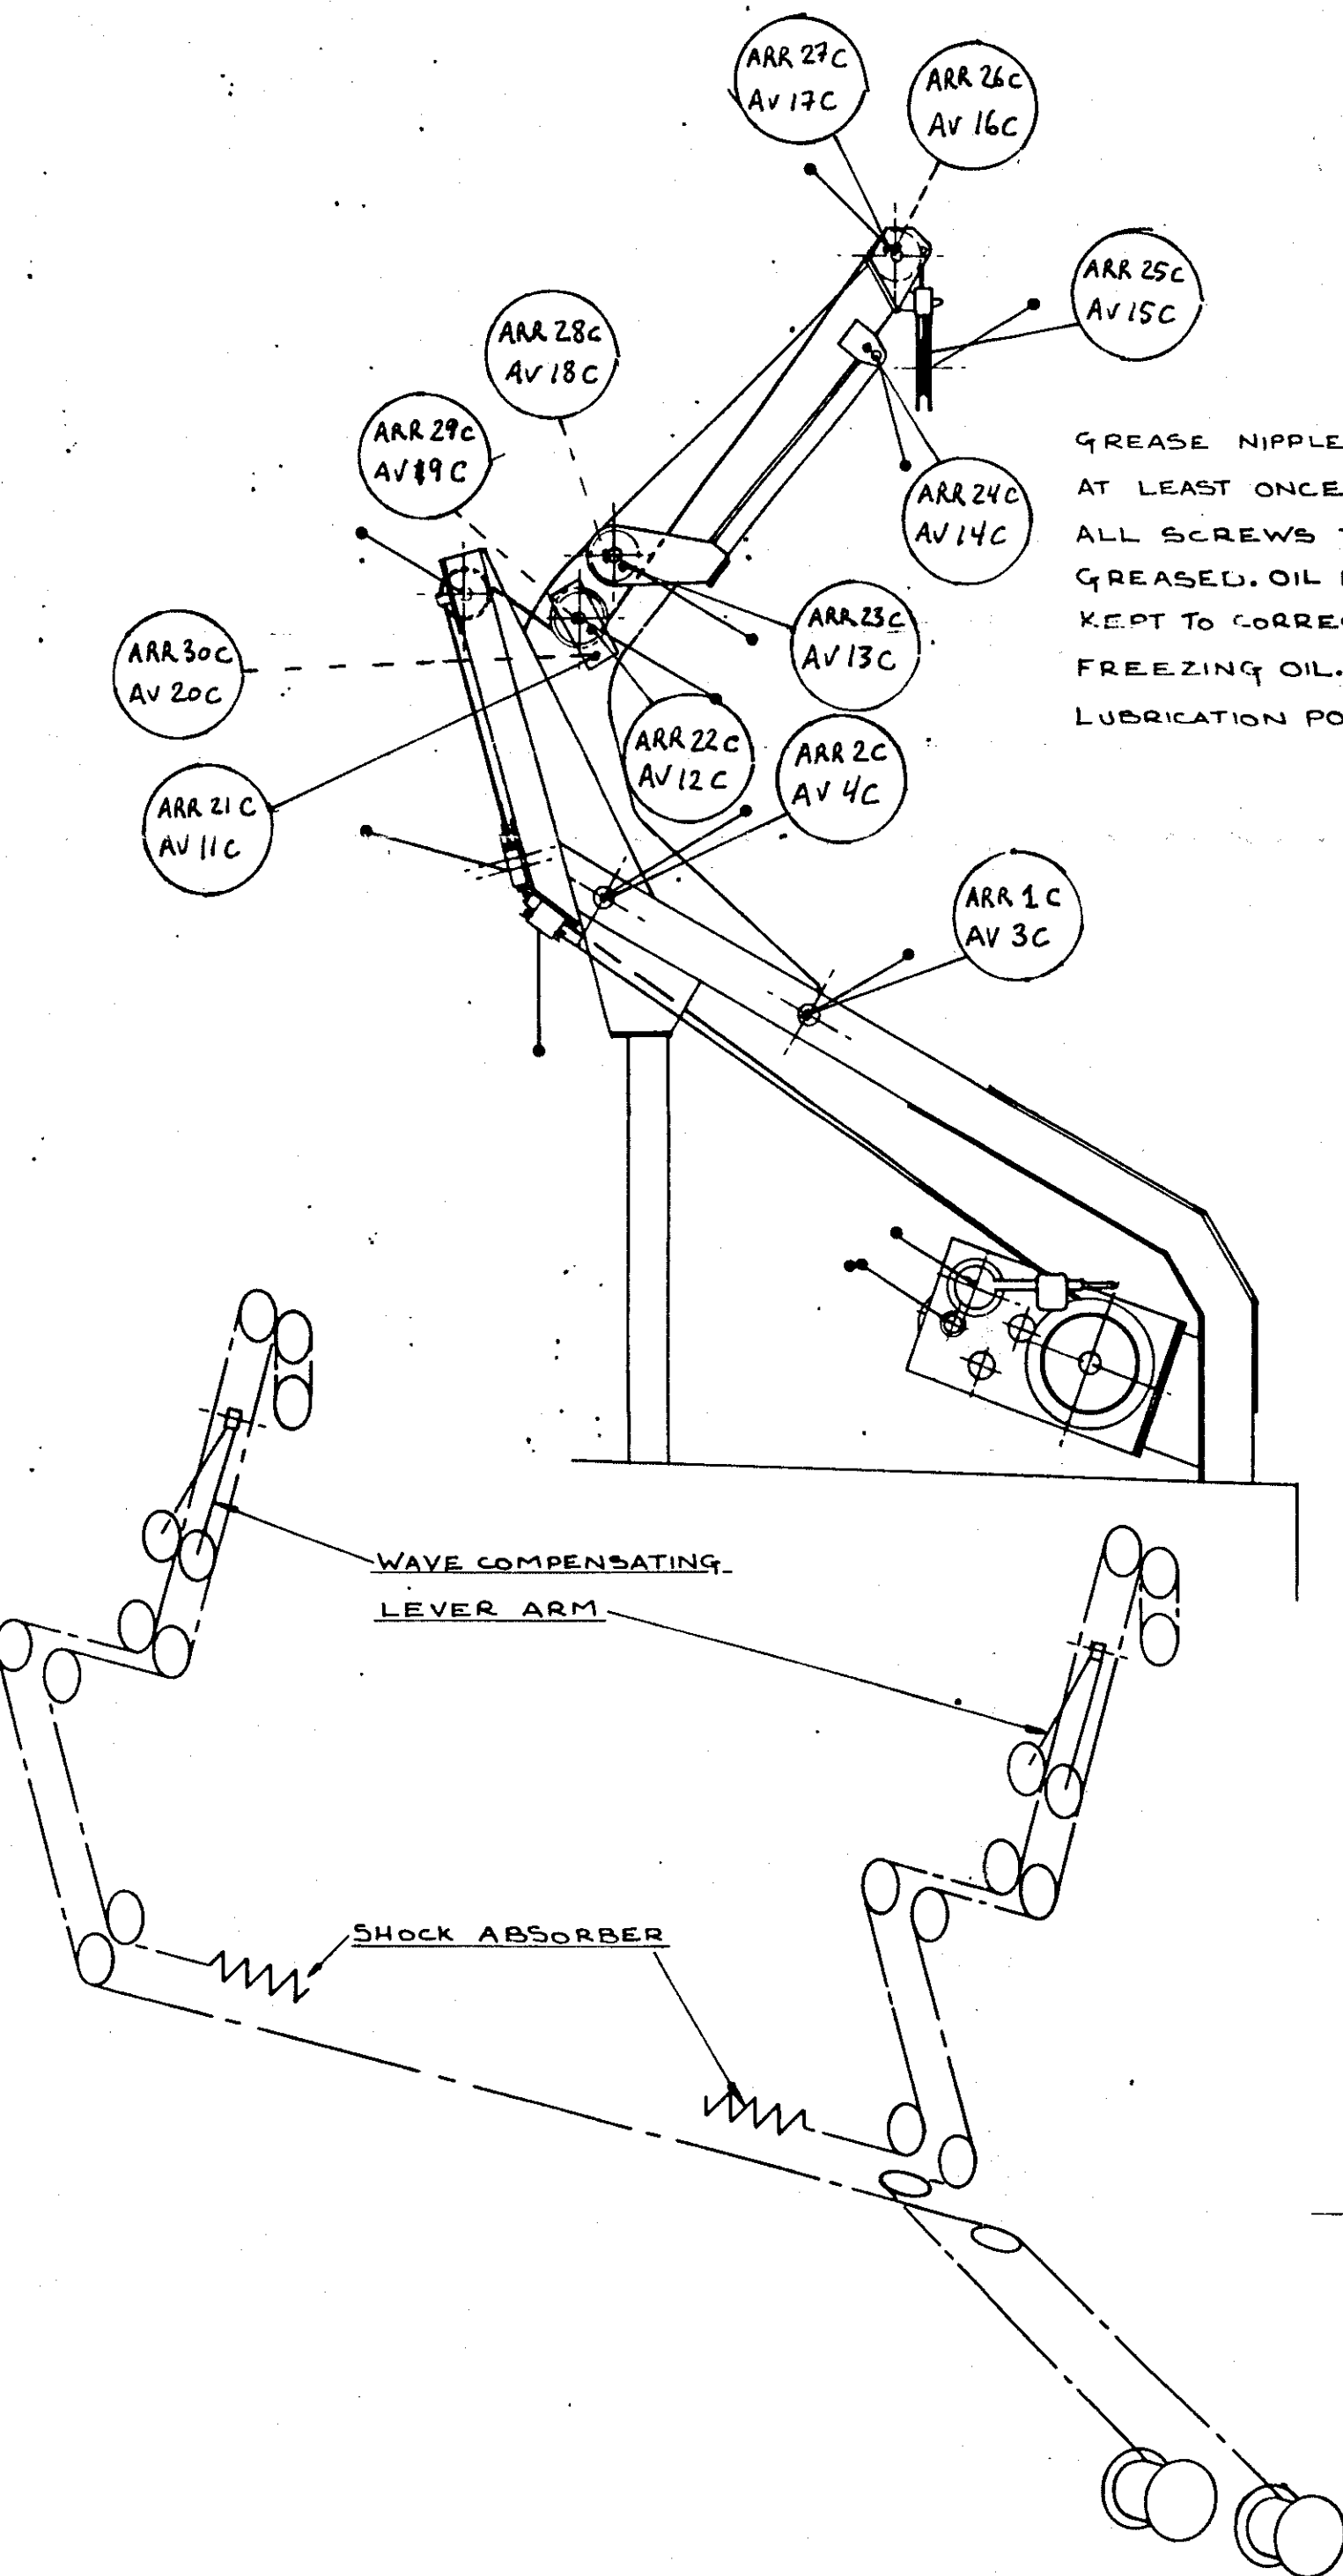 ARR 27C
AV 17C
ARR 26C
AV 16C
ARR 25C
AV 15C
ARR 28C
AV 18C
ARR 29C
AV 19C
GREASE NIPPLE
AT LEAST ONCE
ALL SCREWS
GREASED. OIL
KEPT TO CORRE
FREEZING OIL.
LUBRICATION PO
ARR 24C
AV 14C
ARR 23C
AV 13C
ARR 30C
AV 20C
ARR 22C
AV 12C
ARR 2C
AV 4C
ARR 21C
AV 11C
ARR 1C
AV 3C
WAVE COMPENSATING
LEVER ARM
SHOCK ABSORBER